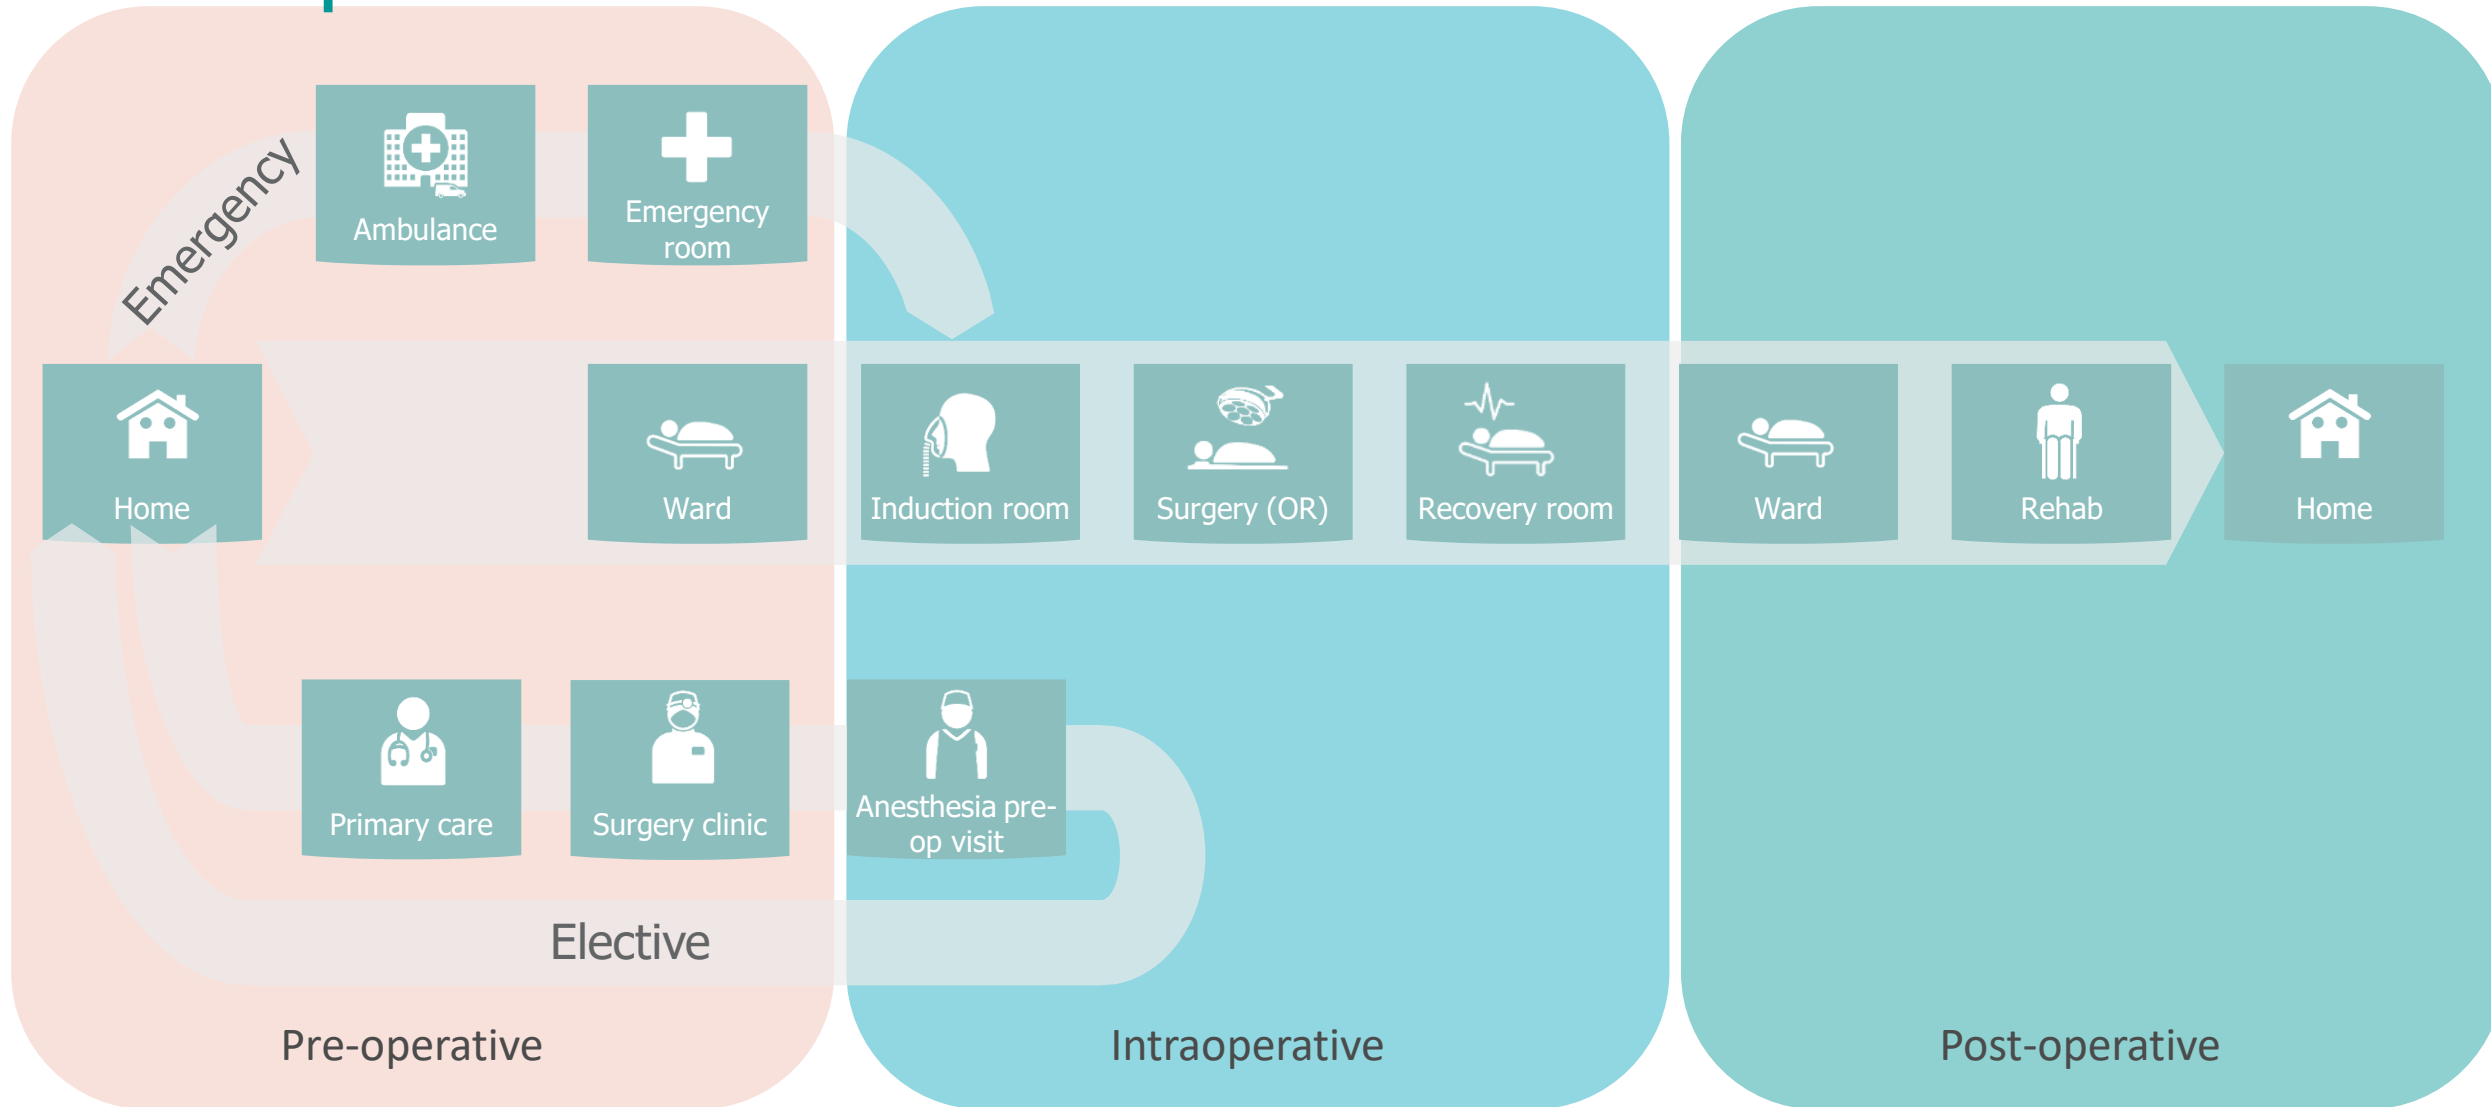 Emergency
Ambulance
Emergency
room
Home
Ward
Induction room
Surgery (OR)
Recovery room
Ward
Rehab
Home
Primary care
Surgery clinic
Anesthesia pre-
op visit
Elective
Pre-operative
Intraoperative
Post-operative